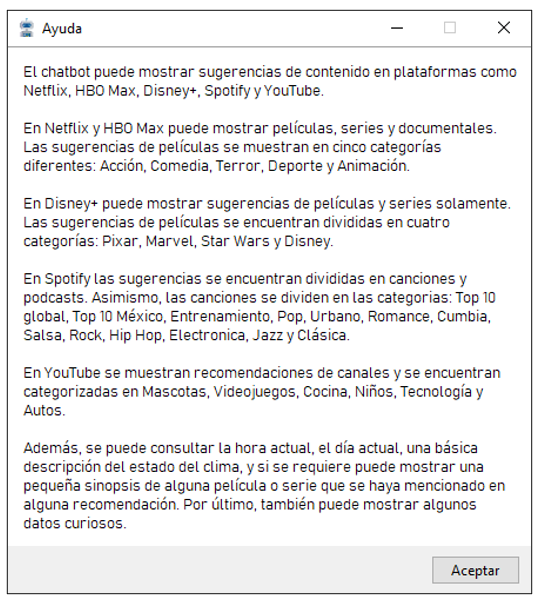 Ayuda
El chatbot puede mostrar sugerencias de contenido en plataformas como
Netflix, HBO Max, Disney+, Spotify y YouTube.
En Netflix y HBO Max puede mostrar películas, series y documentales.
Las sugerencias de películas se muestran en cinco categorías
diferentes: Acción, Comedia, Terror, Deporte y Animación.
En Disney+ puede mostrar sugerencias de películas y series solamente.
Las sugerencias de películas se encuentran divididas en cuatro
categorías: Pixar, Marvel, Star Wars y Disney.
En Spotify las sugerencias se encuentran divididas en canciones y
podcasts. Asimismo, las canciones se dividen en las categorias: Top 10
global, Top 10 México, Entrenamiento, Pop, Urbano, Romance, Cumbia,
Salsa, Rock, Hip Hop, Electronica, Jazz y Clásica.
En YouTube se muestran recomendaciones de canales y se encuentran
categorizadas en Mascotas, Videojuegos, Cocina, Niños, Tecnología y
Autos.
Además, se puede consultar la hora actual, el día actual, una básica
descripción del estado del clima, y si se requiere puede mostrar una
pequeña sinopsis de alguna película o serie que se haya mencionado en
alguna recomendación. Por último, también puede mostrar algunos
datos curiosos.
Aceptar